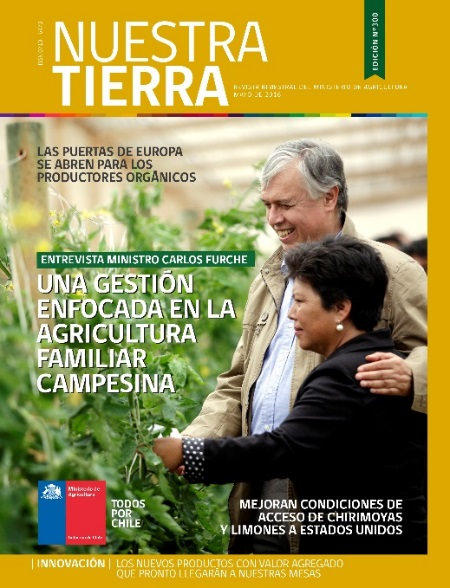 NUESTRA
TIERRA
EDICIÓN Nº300
REVISTA BIMESTRAL DEL MINISTERIO DE AGRICULTURA
MAYO DE 2016
LAS PUERTAS DE EUROPA
SE ABREN PARA LOS
PRODUCTORES ORGÁNICOS
ENTREVISTA MINISTRO CARLOS FURCHE
UNA GESTIÓN
ENFOCADA EN LA
AGRICULTURA
FAMILIAR
CAMPESINA
Ministerio de
Agricultura
Gobierno de Chile
TODOS
POR
CHILE
MEJORAN CONDICIONES DE
ACCESO DE CHIRIMOYAS
Y LIMONES A ESTADOS UNIDOS
| INNOVACIÓN | LOS NUEVOS PRODUCTOS CON VALOR AGREGADO
QUE PRONTO LLEGARÁN A NUESTRAS MESAS